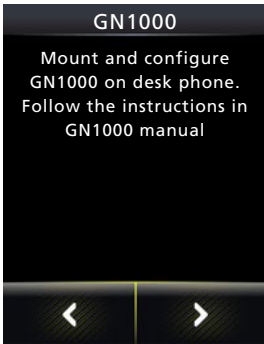 GN1000
Mount and configure
GN1000 on desk phone.
Follow the instructions in
GN1000 manual